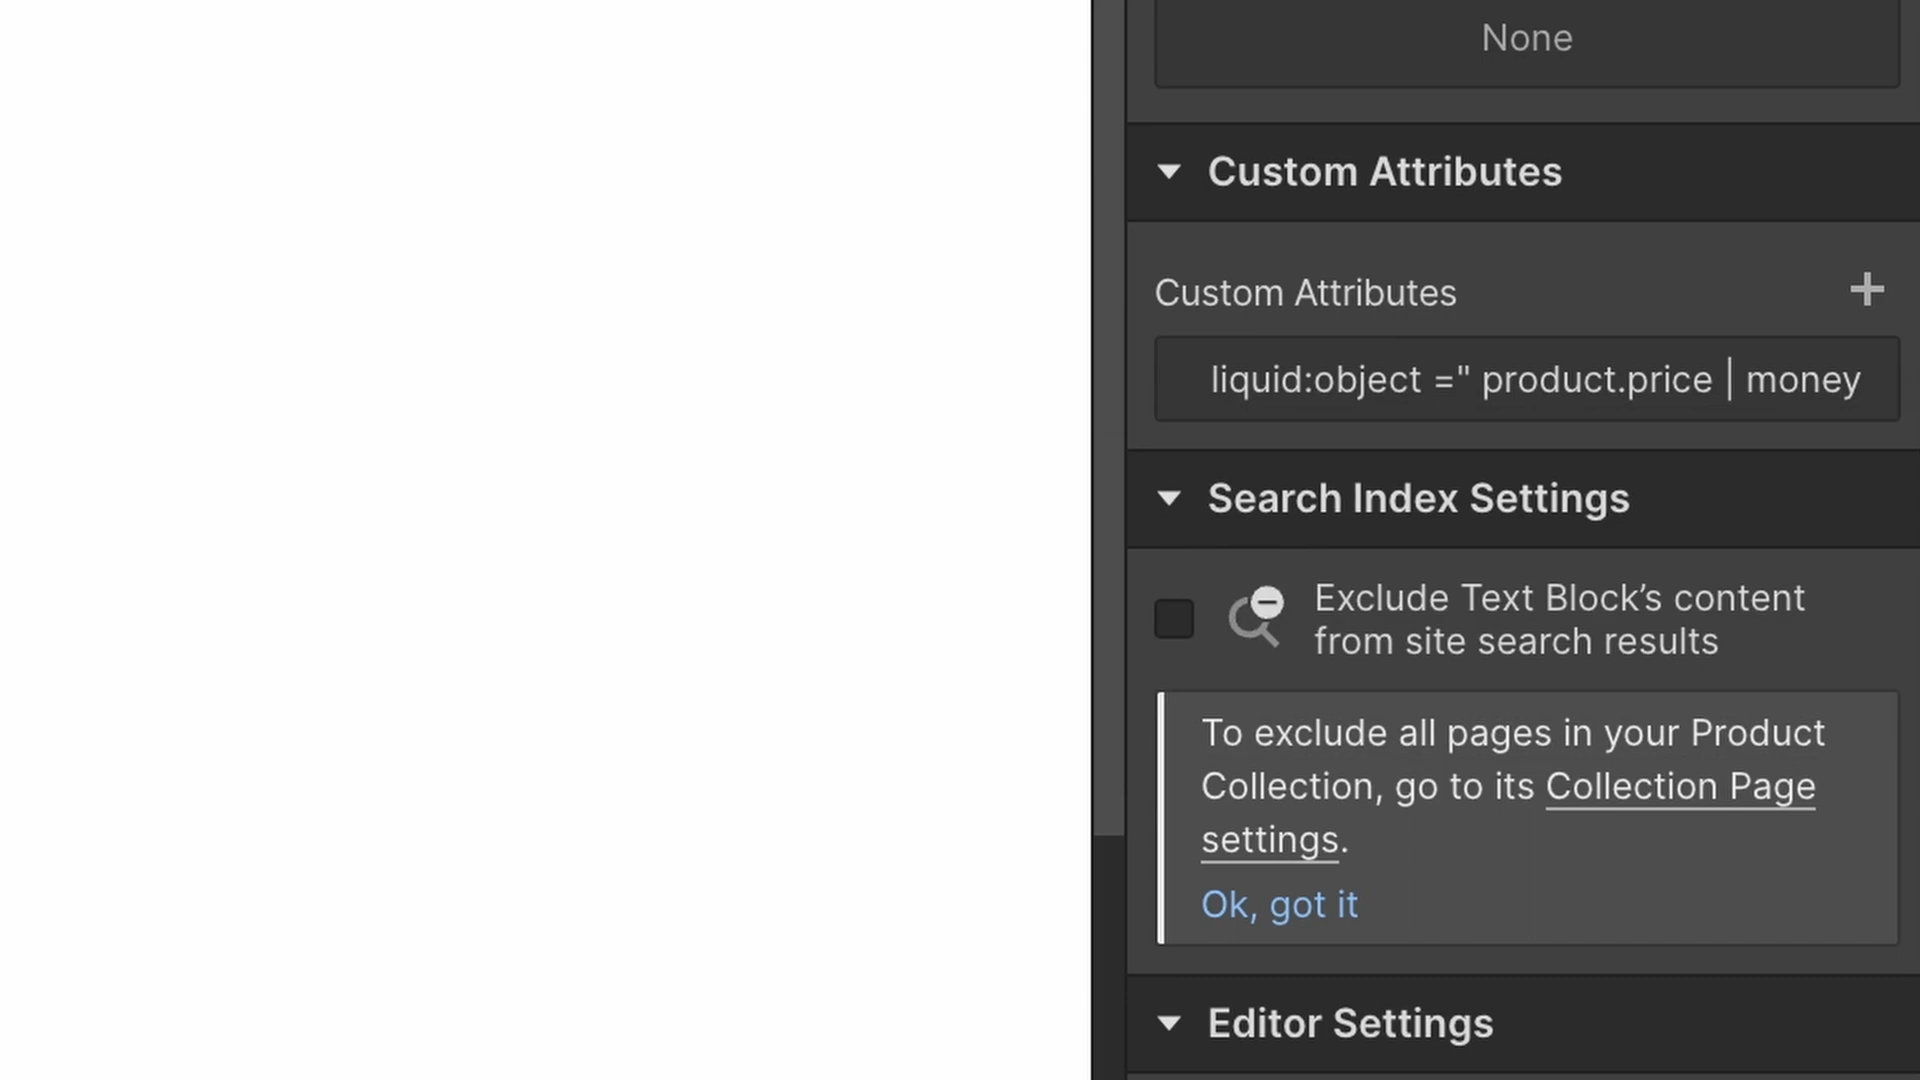 None
Custom Attributes
Custom Attributes
liquid:object =" product.price | money
Search Index Settings
Exclude Text Block’s content
from site search results
To exclude all pages in your Product
Collection, go to its Collection Page
settings.
Ok, got it
Editor Settings